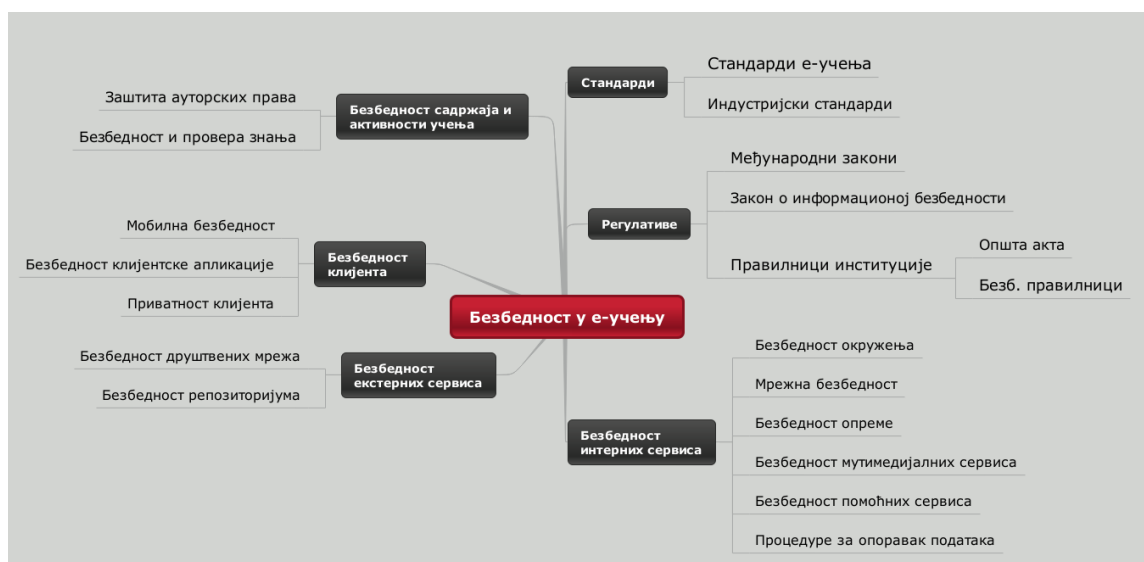 Безбедност у е-учењу
Стандарди
Стандарди е-учења
Индустријски стандарди
Регулативе
Међународни закони
Закон о информационој безбедности
Правилници институције
Општа акта
Безб. правилници
Безбедност
интерних сервиса
Безбедност окружења
Мрежна безбедност
Безбедност опреме
Безбедност мутимедијалних сервиса
Безбедност помоћних сервиса
Процедуре за опоравак података
Безбедност садржаја и
активности учења
Заштита ауторских права
Безбедност и провера знања
Безбедност
клијента
Мобилна безбедност
Безбедност клијентске апликације
Приватност клијента
Безбедност
екстерних сервиса
Безбедност друштвених мрежа
Безбедност репозиторијума